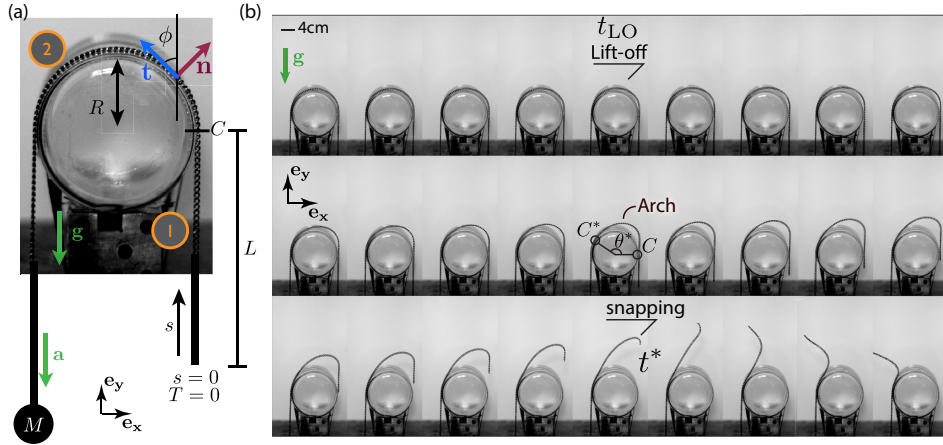 (a)
2
ϕ
t
n
R
C
1
g
L
s
a
s = 0
T = 0
e_y
e_x
M
(b)
4cm
g
t_LO
Lift-off
e_y
e_x
Arch
C*
θ*
C
snapping
t*